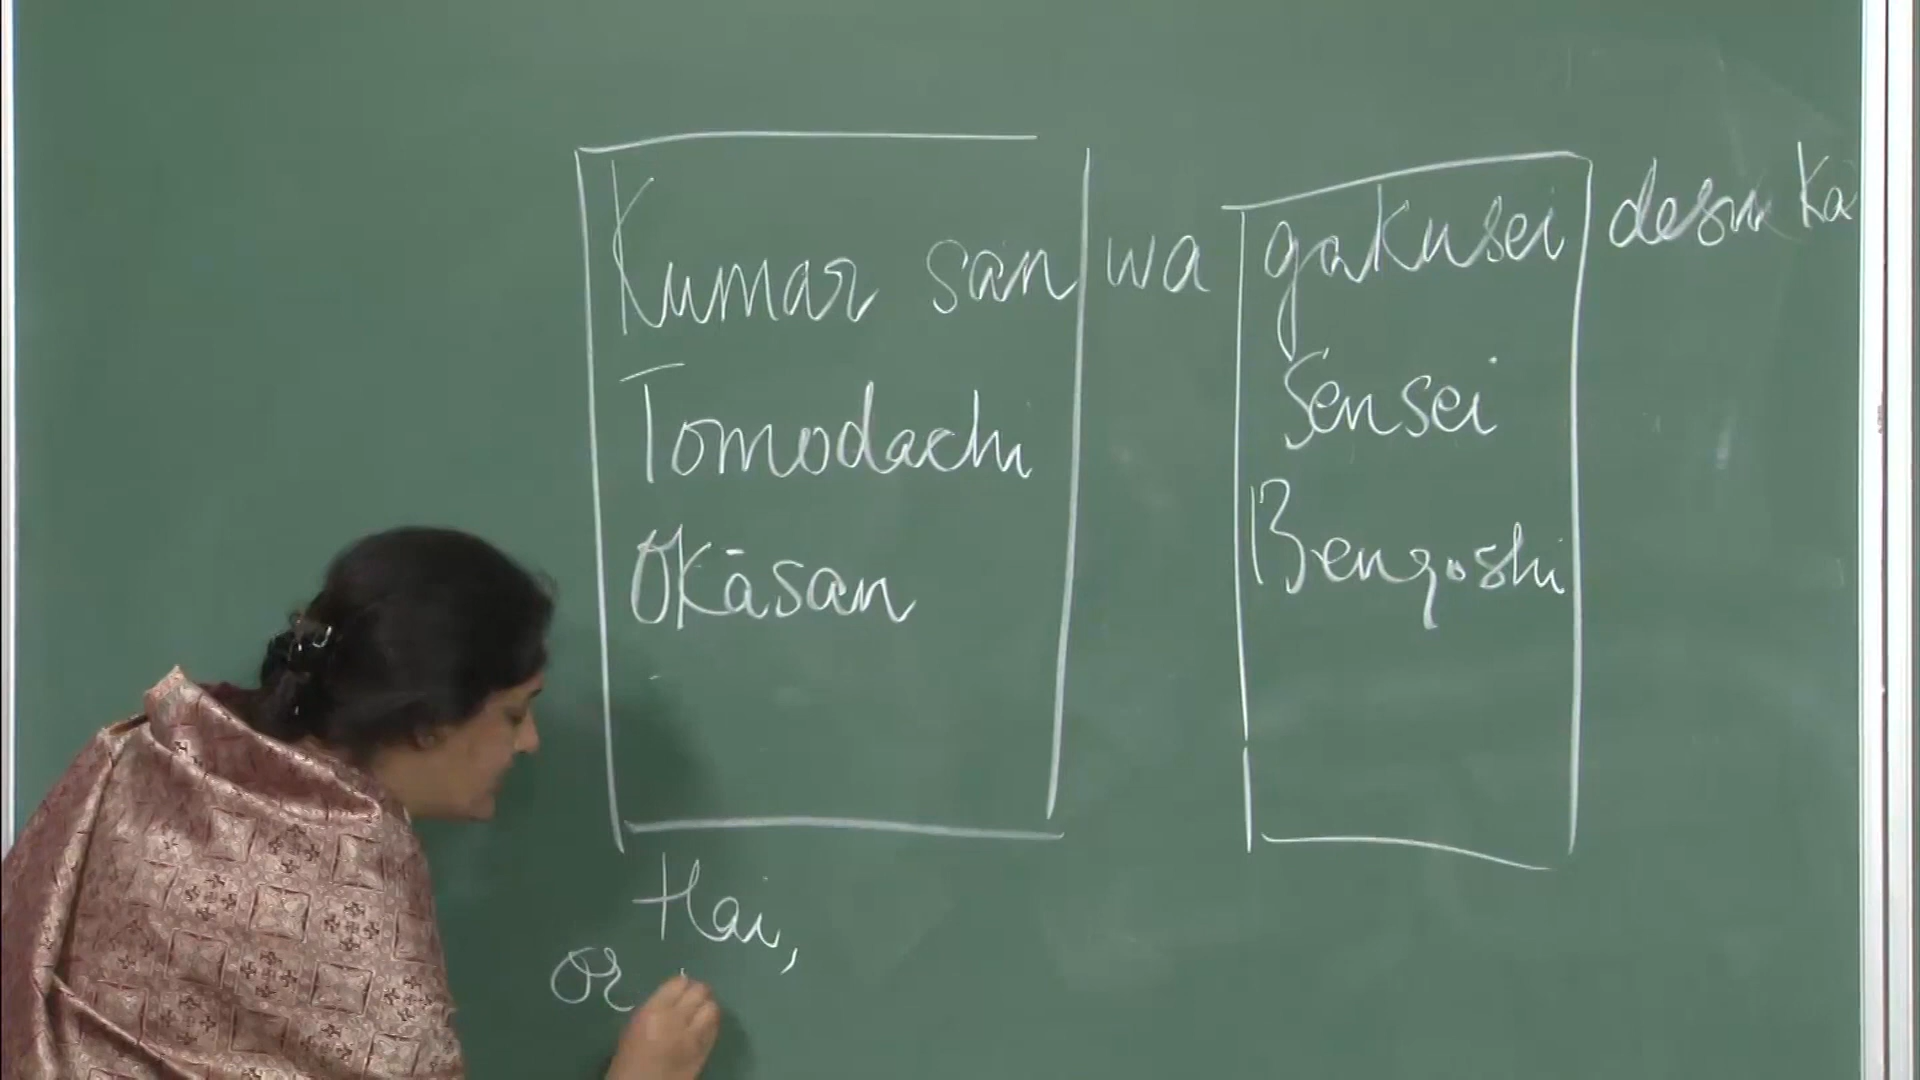 Kumar san wa gakusei desu ka
Tomodachi Sensei
Okāsan Bengoshi
Hai,
or